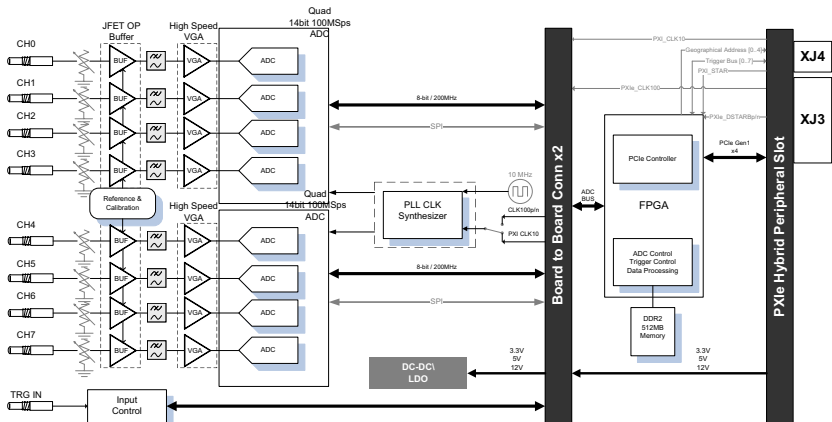 JFET OP
Buffer
High Speed
VGA
Quad
14bit 100MSps
ADC
CH0
BUF
VGA
ADC
CH1
BUF
VGA
ADC
CH2
BUF
VGA
ADC
CH3
BUF
VGA
ADC
8-bit / 200MHz
SPI
Reference &
Calibration
High Speed
VGA
Quad
14bit 100MSps
ADC
CH4
BUF
VGA
ADC
CH5
BUF
VGA
ADC
CH6
BUF
VGA
ADC
CH7
BUF
VGA
ADC
8-bit / 200MHz
SPI
PLL CLK
Synthesizer
10 MHz
CLK100p/n
PXI CLK10
DC-DC\
LDO
3.3V
5V
12V
TRG IN
Input
Control
Board to Board Conn x2
ADC
BUS
PXI_CLK10
Geographical Address [0..4]
Trigger Bus [0..7]
PXI_STAR
PXIe_CLK100
PXIe_DSTARBp/n
PCIe Controller
FPGA
ADC Control
Trigger Control
Data Processing
DDR2
512MB
Memory
PCIe Gen1
x4
3.3V
5V
12V
PXIe Hybrid Peripheral Slot
XJ4
XJ3